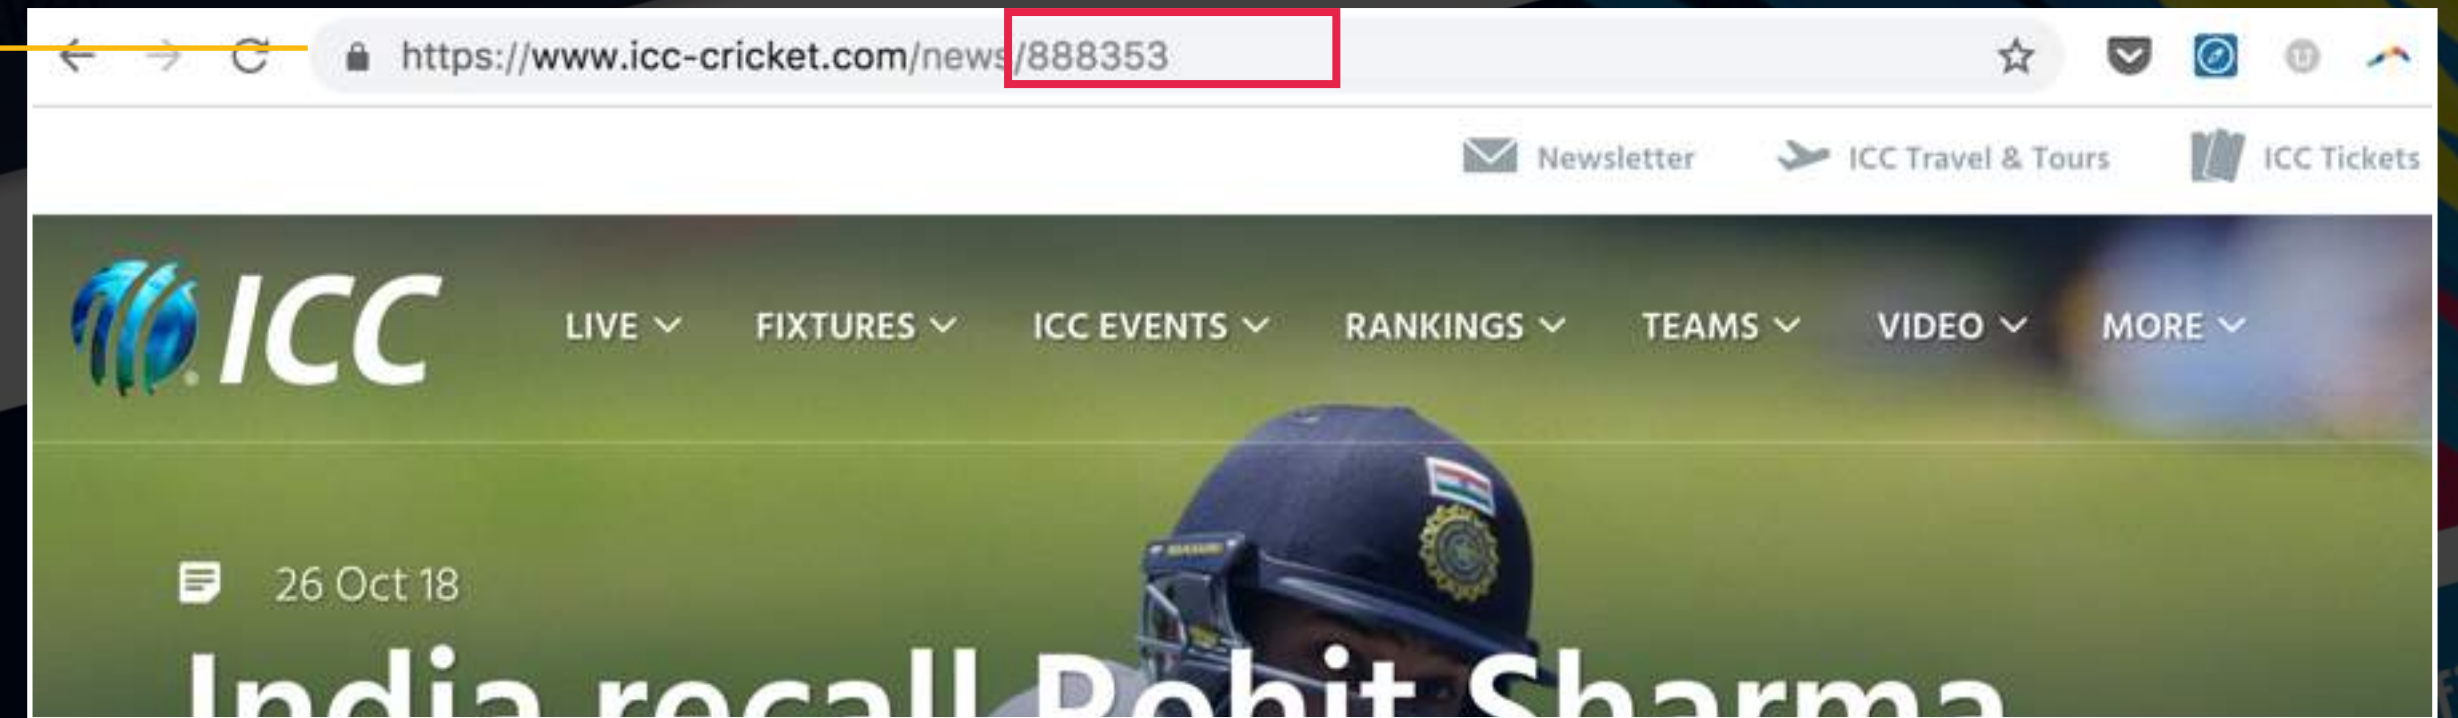 https://www.icc-cricket.com/news/888353
Newsletter ICC Travel & Tours ICC Tickets
ICC LIVE FIXTURES ICC EVENTS RANKINGS TEAMS VIDEO MORE
26 Oct 18
India recall Rohit Sharma